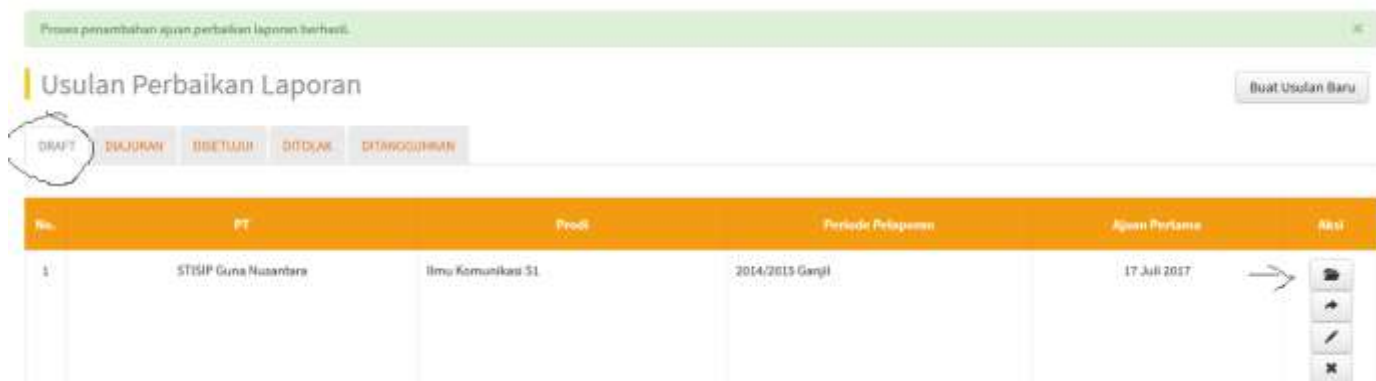 Proses penambahan ajuan perbaikan laporan berhasil. ×
Usulan Perbaikan Laporan
Buat Usulan Baru
DRAFT DIAJUKAN DISETUJUI DITOLAK DITANGGUHKAN
No. PT Prodi Periode Pelaporan Ajuan Pertama Aksi
1 STISIP Guna Nusantara Ilmu Komunikasi S1 2014/2015 Ganjil 17 Juli 2017